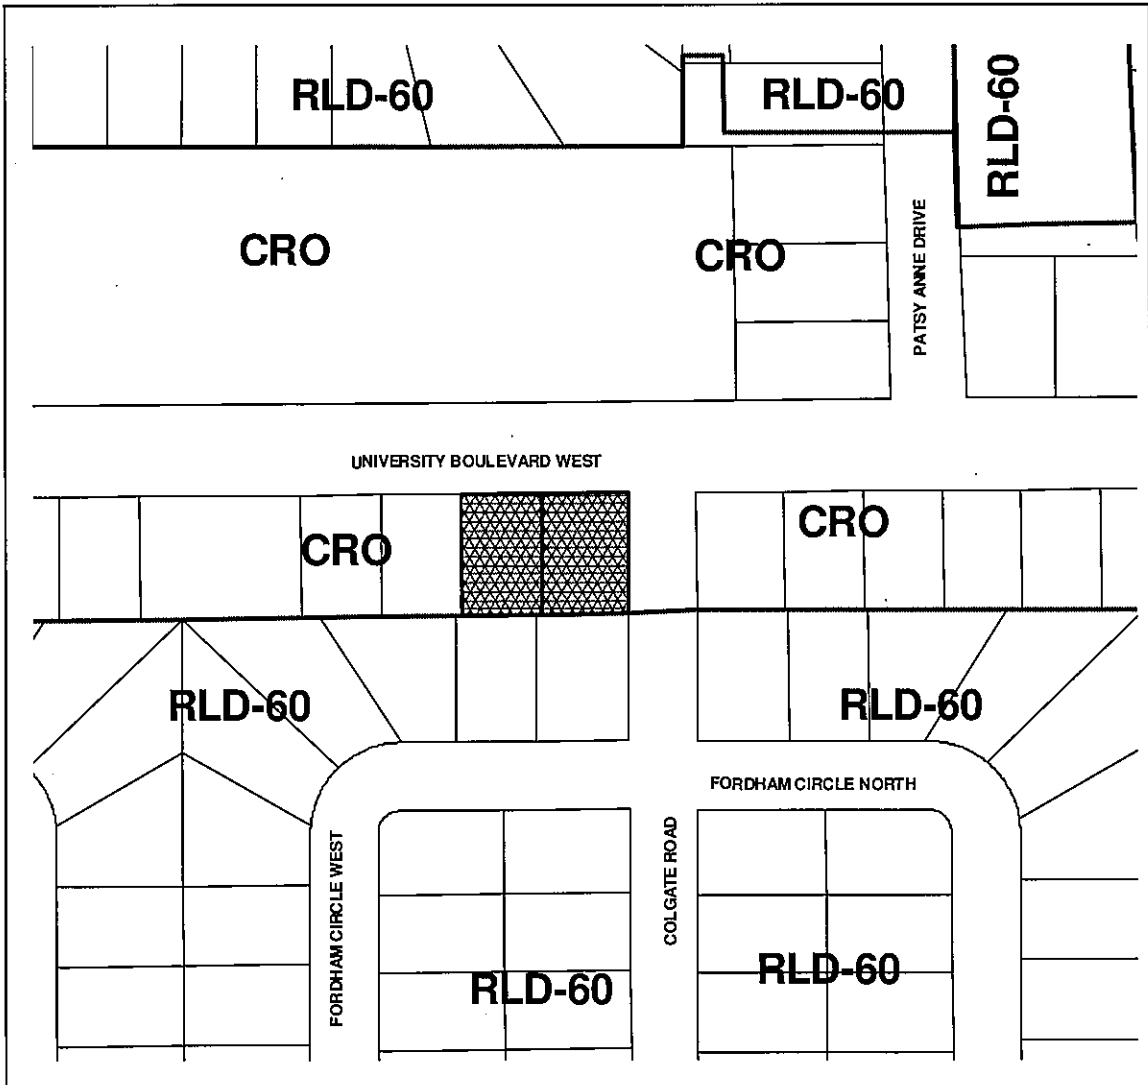 RLD-60
RLD-60
RLD-60
CRO
CRO
PATSY ANNE DRIVE
UNIVERSITY BOULEVARD WEST
CRO
CRO
RLD-60
RLD-60
FORDHAM CIRCLE NORTH
FORDHAM CIRCLE WEST
COLGATE ROAD
RLD-60
RLD-60